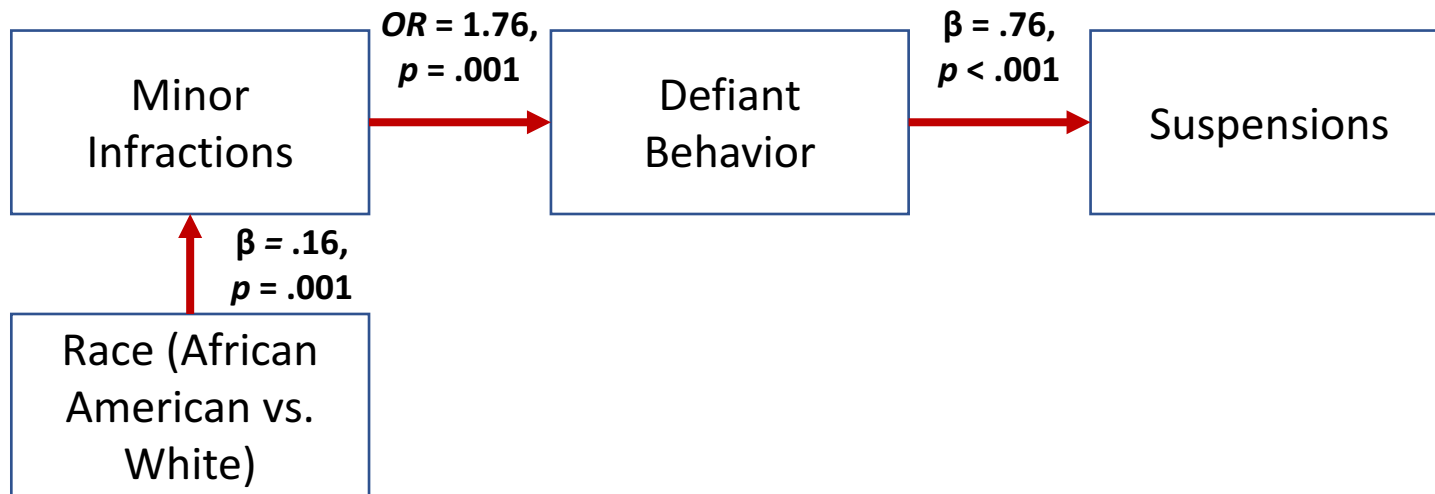 OR = 1.76,
p = .001
β = .76,
p < .001
Minor
Infractions
Defiant
Behavior
Suspensions
β = .16,
p = .001
Race (African
American vs.
White)